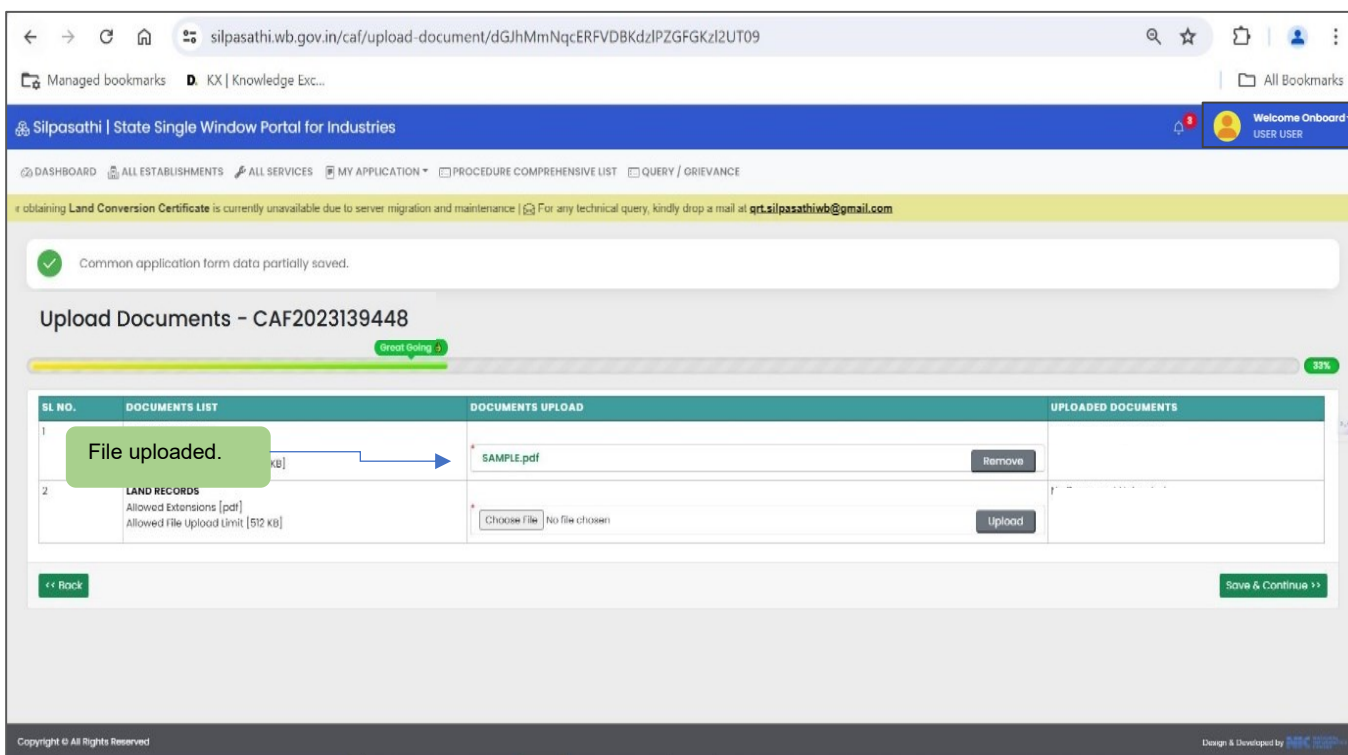 silpasathi.wb.gov.in/caf/upload-document/dGJhMmNqcERFVDBKdzlPZGFGKzl2UT09
Managed bookmarks D. KX | Knowledge Exc... All Bookmarks
Silpasathi | State Single Window Portal for Industries 3 Welcome Onboard
USER USER
DASHBOARD ALL ESTABLISHMENTS ALL SERVICES MY APPLICATION PROCEDURE COMPREHENSIVE LIST QUERY / GRIEVANCE
obtaining Land Conversion Certificate is currently unavailable due to server migration and maintenance | For any technical query, kindly drop a mail at qrt.silpasathiwb@gmail.com
Common application form data partially saved.
Upload Documents - CAF2023139448
Great Going
33%
SL NO. DOCUMENTS LIST DOCUMENTS UPLOAD UPLOADED DOCUMENTS
1
File uploaded. KB] * SAMPLE.pdf Remove
2 LAND RECORDS
Allowed Extensions [pdf]
Allowed File Upload Limit [512 KB] * Choose File No file chosen Upload
<< Back Save & Continue >>
Copyright © All Rights Reserved Design & Developed by NIC